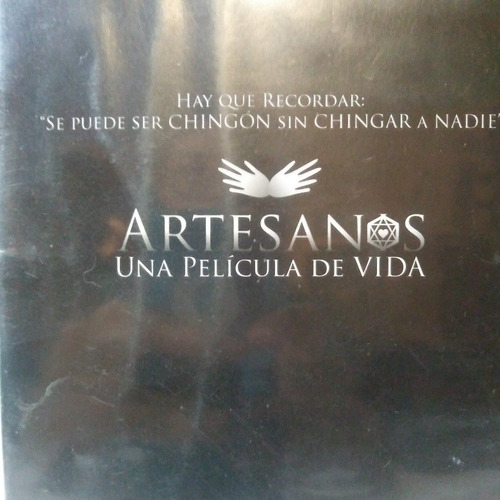 Hay que Recordar:
"Se puede ser CHINGÓN sin CHINGAR a NADIE"
Artesanos
Una Película de VIDA